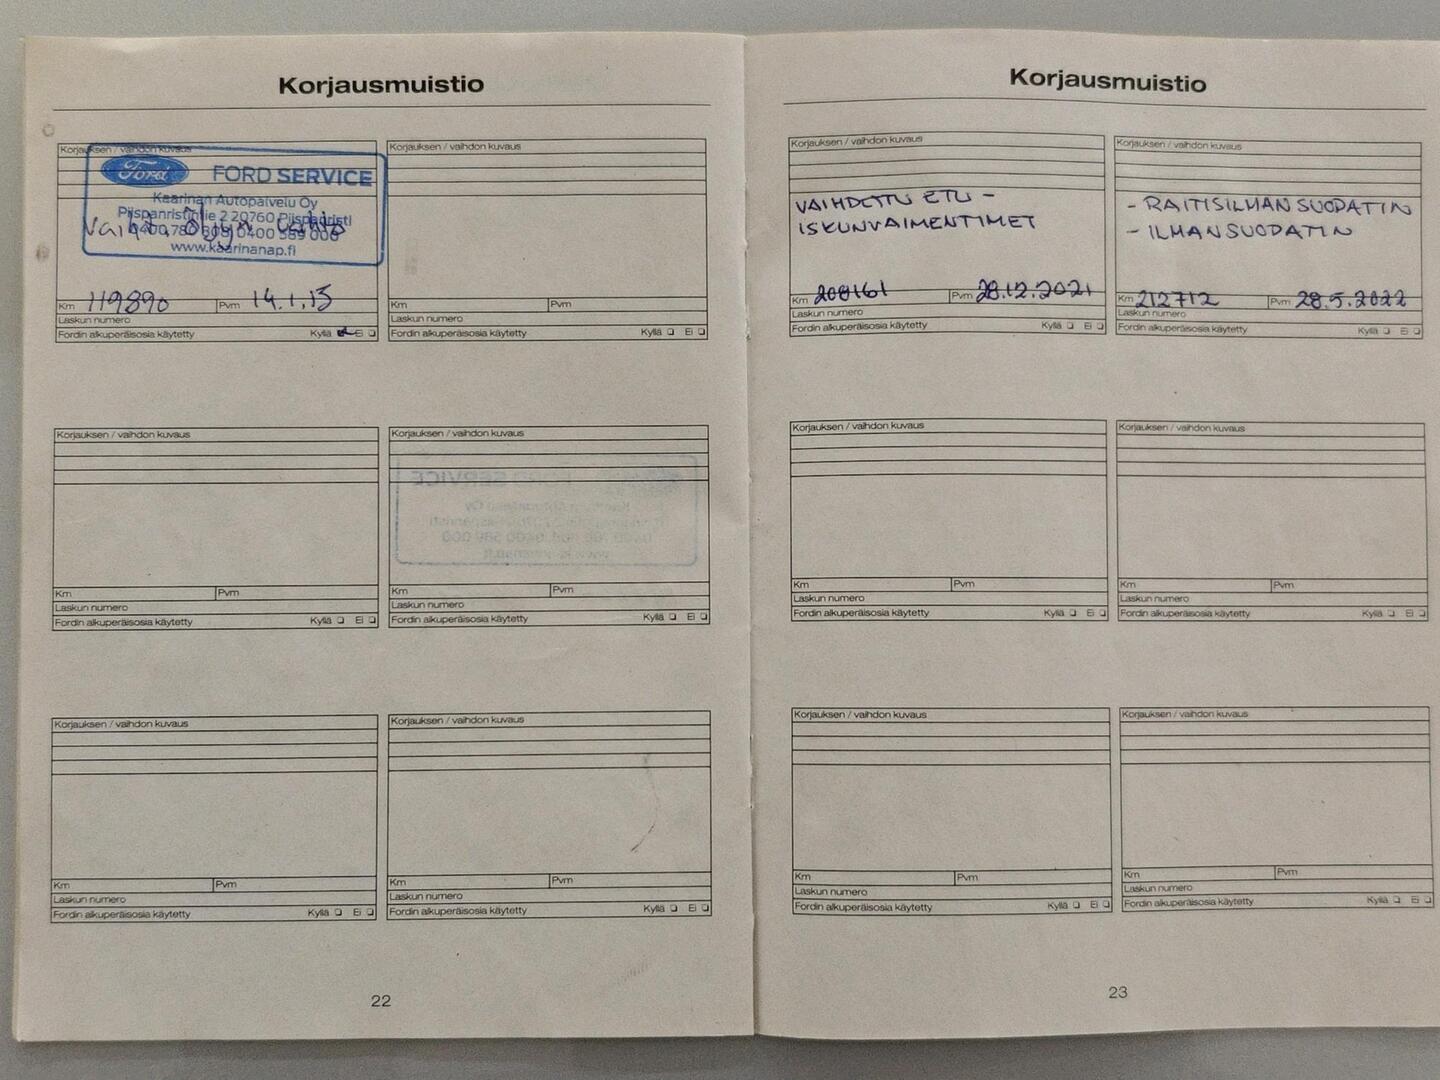 Korjausmuistio
Korjauksen / vaihdon kuvaus
Ford FORD SERVICE
Kaarinan Autopalvelu Oy
Piispanristintie 2 20760 Piispanristi
www.kaarinanap.fi
Km 119890 Pvm 14.1.15
Laskun numero
Fordin alkuperäisosia käytetty Kyllä Ei
Korjauksen / vaihdon kuvaus
Km Pvm
Laskun numero
Fordin alkuperäisosia käytetty Kyllä Ei
Korjauksen / vaihdon kuvaus
Km Pvm
Laskun numero
Fordin alkuperäisosia käytetty Kyllä Ei
Korjauksen / vaihdon kuvaus
Km Pvm
Laskun numero
Fordin alkuperäisosia käytetty Kyllä Ei
Korjauksen / vaihdon kuvaus
Km Pvm
Laskun numero
Fordin alkuperäisosia käytetty Kyllä Ei
Korjauksen / vaihdon kuvaus
Km Pvm
Laskun numero
Fordin alkuperäisosia käytetty Kyllä Ei
22
Korjausmuistio
Korjauksen / vaihdon kuvaus
VAIHDETTU ETU-
ISKUNVAIMENTIMET
Km 208161 Pvm 28.12.2021
Laskun numero
Fordin alkuperäisosia käytetty Kyllä Ei
Korjauksen / vaihdon kuvaus
- RAITISILMANSUODATIN
- ILMANSUODATIN
Km 212712 Pvm 28.5.2022
Laskun numero
Fordin alkuperäisosia käytetty Kyllä Ei
Korjauksen / vaihdon kuvaus
Km Pvm
Laskun numero
Fordin alkuperäisosia käytetty Kyllä Ei
Korjauksen / vaihdon kuvaus
Km Pvm
Laskun numero
Fordin alkuperäisosia käytetty Kyllä Ei
Korjauksen / vaihdon kuvaus
Km Pvm
Laskun numero
Fordin alkuperäisosia käytetty Kyllä Ei
Korjauksen / vaihdon kuvaus
Km Pvm
Laskun numero
Fordin alkuperäisosia käytetty Kyllä Ei
23